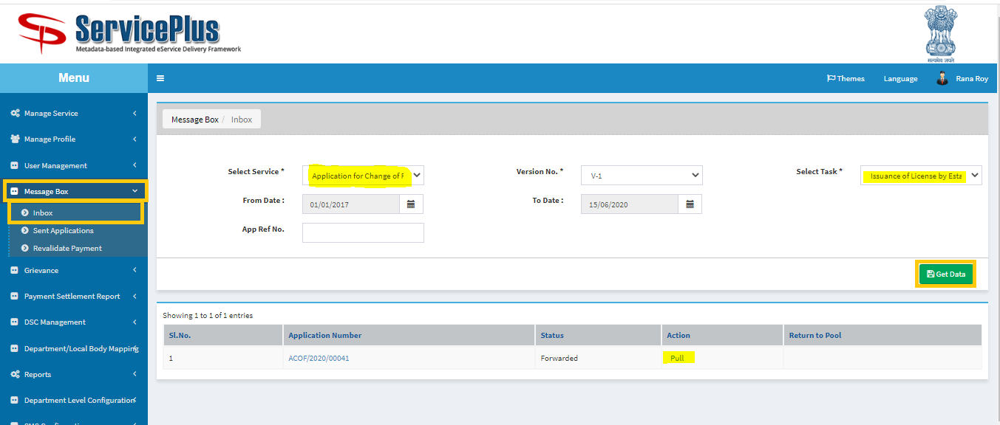 ServicePlus
Metadata-based Integrated eService Delivery Framework
सत्यमेव जयते
Menu
Themes Language Rana Roy
Manage Service
Manage Profile
User Management
Message Box
Inbox
Sent Applications
Revalidate Payment
Grievance
Payment Settlement Report
DSC Management
Department/Local Body Mapping
Reports
Department Level Configuration
Message Box / Inbox
Select Service * Application for Change of F Version No. * V-1 Select Task * Issuance of License by Esta
From Date : 01/01/2017 To Date : 15/06/2020
App Ref No.
Get Data
Showing 1 to 1 of 1 entries
Sl.No. Application Number Status Action Return to Pool
1 ACOF/2020/00041 Forwarded Pull